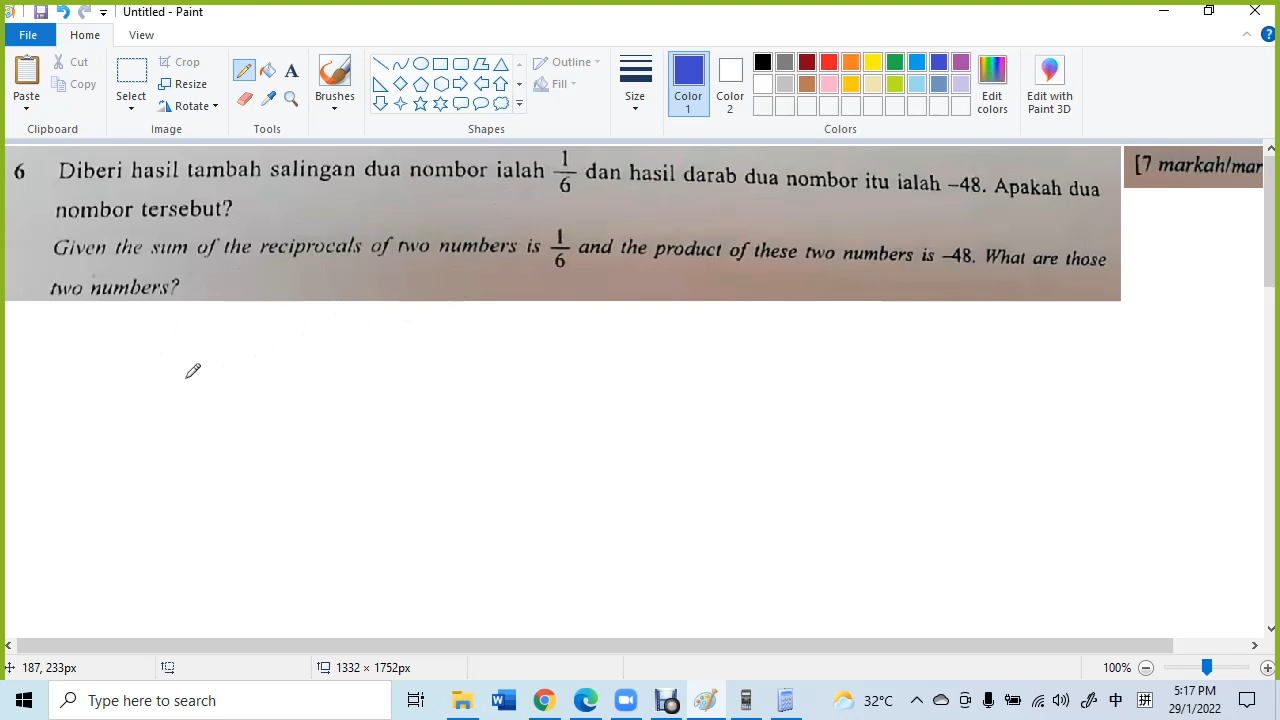 Untitled - Paint
File
Home
View
Paste
Cut
Copy
Clipboard
Select
Crop
Resize
Rotate
Image
A
Tools
Brushes
Outline
Fill
Shapes
Size
Color 1
Color 2
Edit colors
Edit with Paint 3D
Colors
6 Diberi hasil tambah salingan dua nombor ialah 1/6 dan hasil darab dua nombor itu ialah –48. Apakah dua
nombor tersebut?
Given the sum of the reciprocals of two numbers is 1/6 and the product of these two numbers is –48. What are those
two numbers?
[7 markah/mar
187, 233px
1332 × 1752px
100%
Type here to search
32°C
中
拼
5:17 PM
29/1/2022